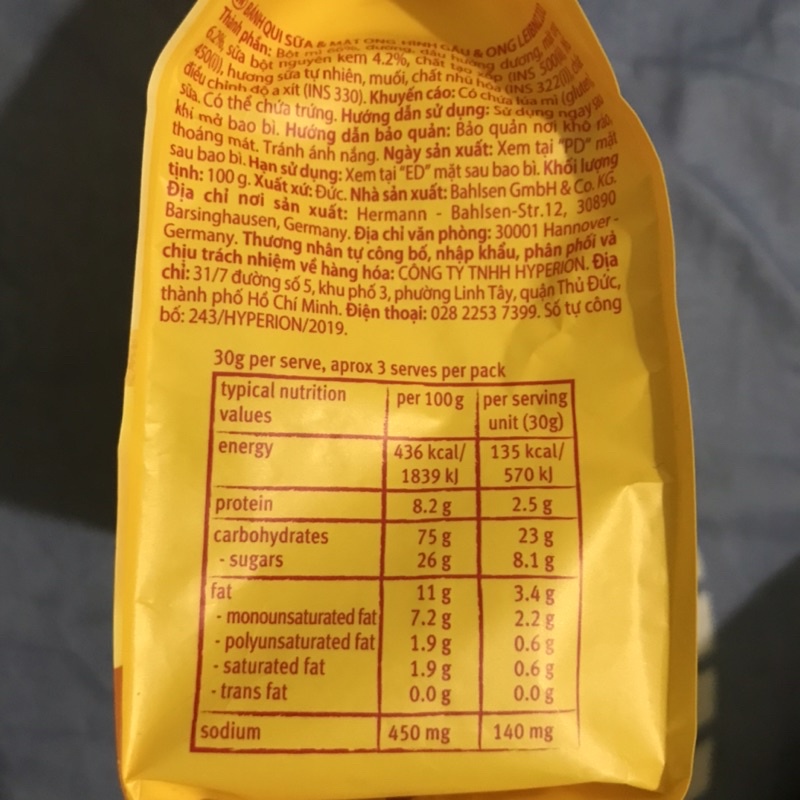 BÁNH QUI SỮA & MẬT ONG HÌNH GẤU & ONG
Thành phần: Bột mì dầu hướng dương,
6.2%, sữa bột nguyên kem 4.2%, chất tạo xốp (INS 500(ii)
450(i)), hương sữa tự nhiên, muối, chất nhũ hóa (INS 322(i)),
điều chỉnh độ a xít (INS 330). Khuyến cáo: Có chứa lúa mì (gluten)
sữa. Có thể chứa trứng. Hướng dẫn sử dụng: Sử dụng ngay sau
khi mở bao bì. Hướng dẫn bảo quản: Bảo quản nơi khô ráo,
thoáng mát. Tránh ánh nắng. Ngày sản xuất: Xem tại "PD" mặt
sau bao bì. Hạn sử dụng: Xem tại "ED" mặt sau bao bì. Khối lượng
tịnh: 100 g. Xuất xứ: Đức. Nhà sản xuất: Bahlsen GmbH & Co. KG.
Địa chỉ nơi sản xuất: Hermann - Bahlsen-Str.12, 30890
Barsinghausen, Germany. Địa chỉ văn phòng: 30001 Hannover -
Germany. Thương nhân tự công bố, nhập khẩu, phân phối và
chịu trách nhiệm về hàng hóa: CÔNG TY TNHH HYPERION. Địa
chỉ: 31/7 đường số 5, khu phố 3, phường Linh Tây, quận Thủ Đức,
thành phố Hồ Chí Minh. Điện thoại: 028 2253 7399. Số tự công
bố: 243/HYPERION/2019.
30g per serve, aprox 3 serves per pack
typical nutrition values per 100g per serving unit (30g)
energy 436 kcal/ 1839 kJ 135 kcal/ 570 kJ
protein 8.2 g 2.5 g
carbohydrates 75 g 23 g
- sugars 26 g 8.1 g
fat 11 g 3.4 g
- monounsaturated fat 7.2 g 2.2 g
- polyunsaturated fat 1.9 g 0.6 g
- saturated fat 1.9 g 0.6 g
- trans fat 0.0 g 0.0 g
sodium 450 mg 140 mg